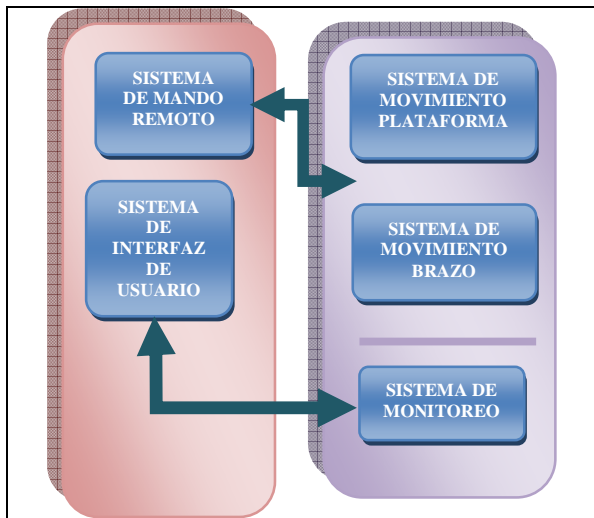 SISTEMA
DE MANDO
REMOTO
SISTEMA
DE
INTERFAZ
DE
USUARIO
SISTEMA DE
MOVIMIENTO
PLATAFORMA
SISTEMA DE
MOVIMIENTO
BRAZO
SISTEMA DE
MONITOREO